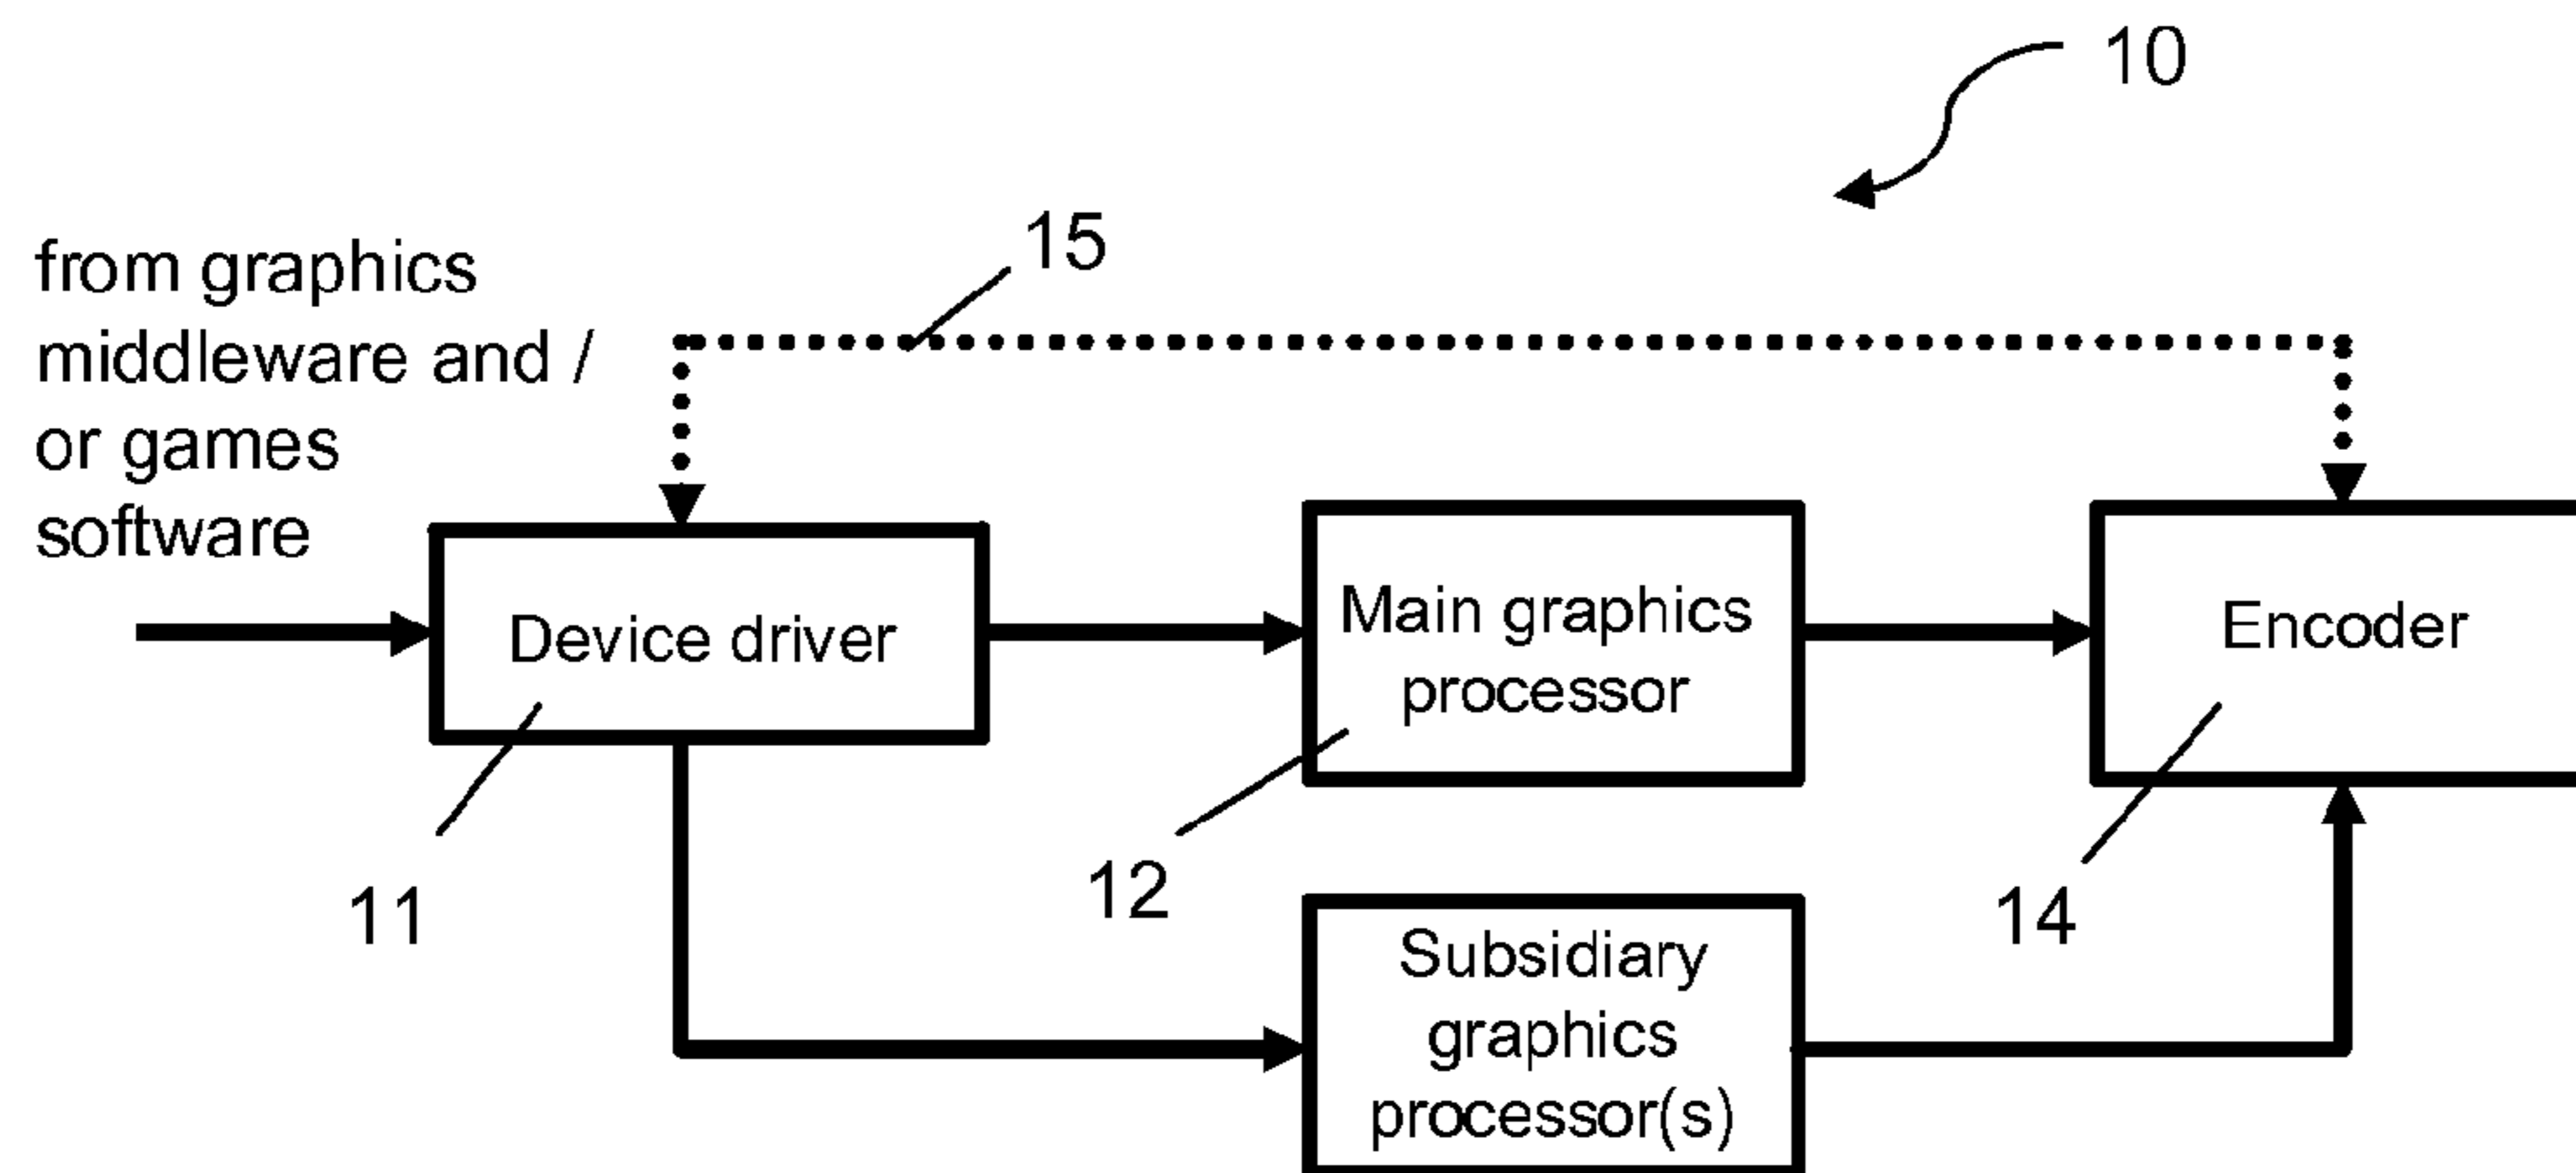 10
15
from graphics
middleware and /
or games
software
Device driver
Main graphics
processor
Encoder
11
12
14
Subsidiary
graphics
processor(s)